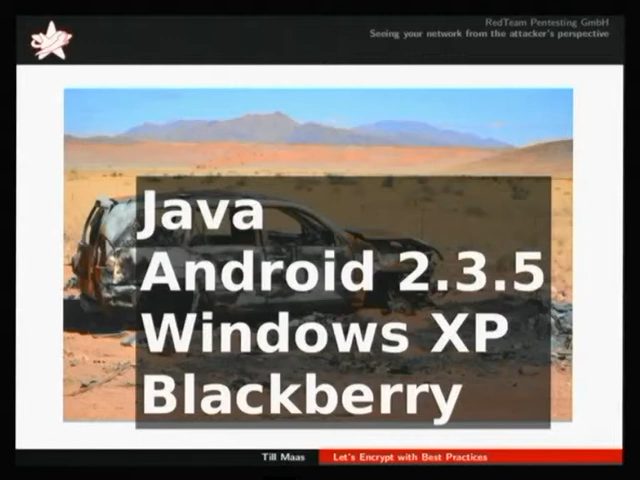 RedTeam Pentesting GmbH
Seeing your network from the attacker's perspective
Java
Android 2.3.5
Windows XP
Blackberry
Till Maas
Let's Encrypt with Best Practices